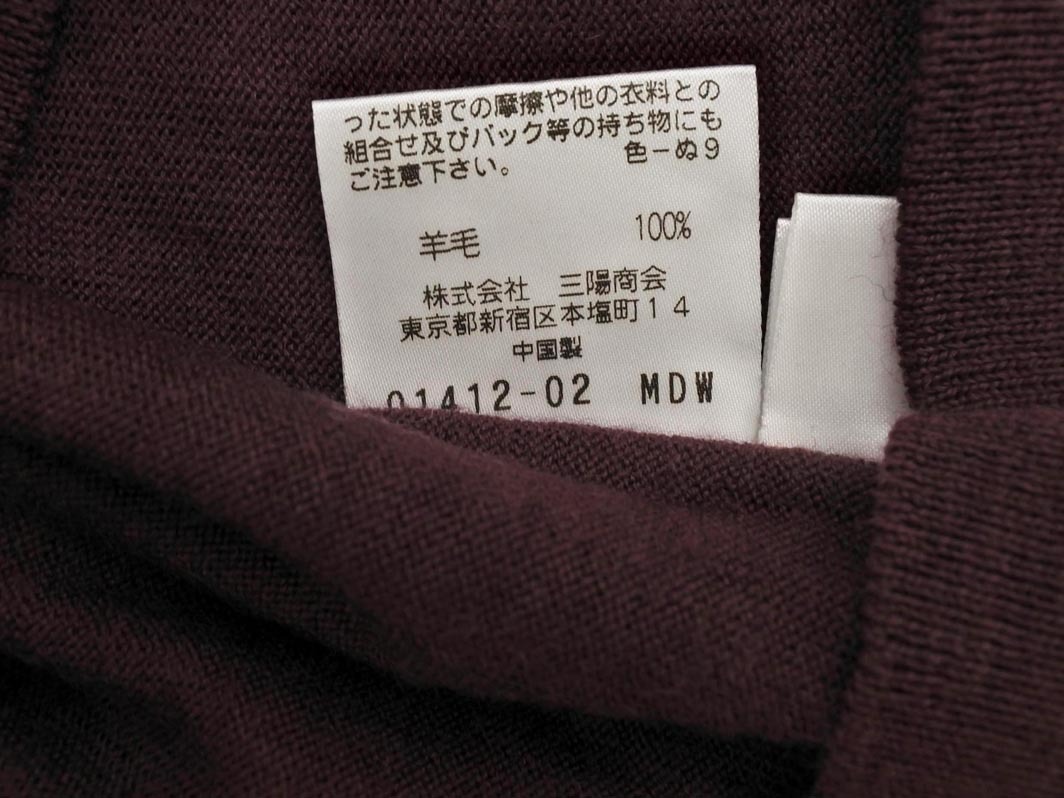 った状態での摩擦や他の衣料との
組合せ及びバック等の持ち物にも
ご注意下さい。 色－ぬ９
羊毛 100%
株式会社 三陽商会
東京都新宿区本塩町１４
中国製
01412-02 MDW